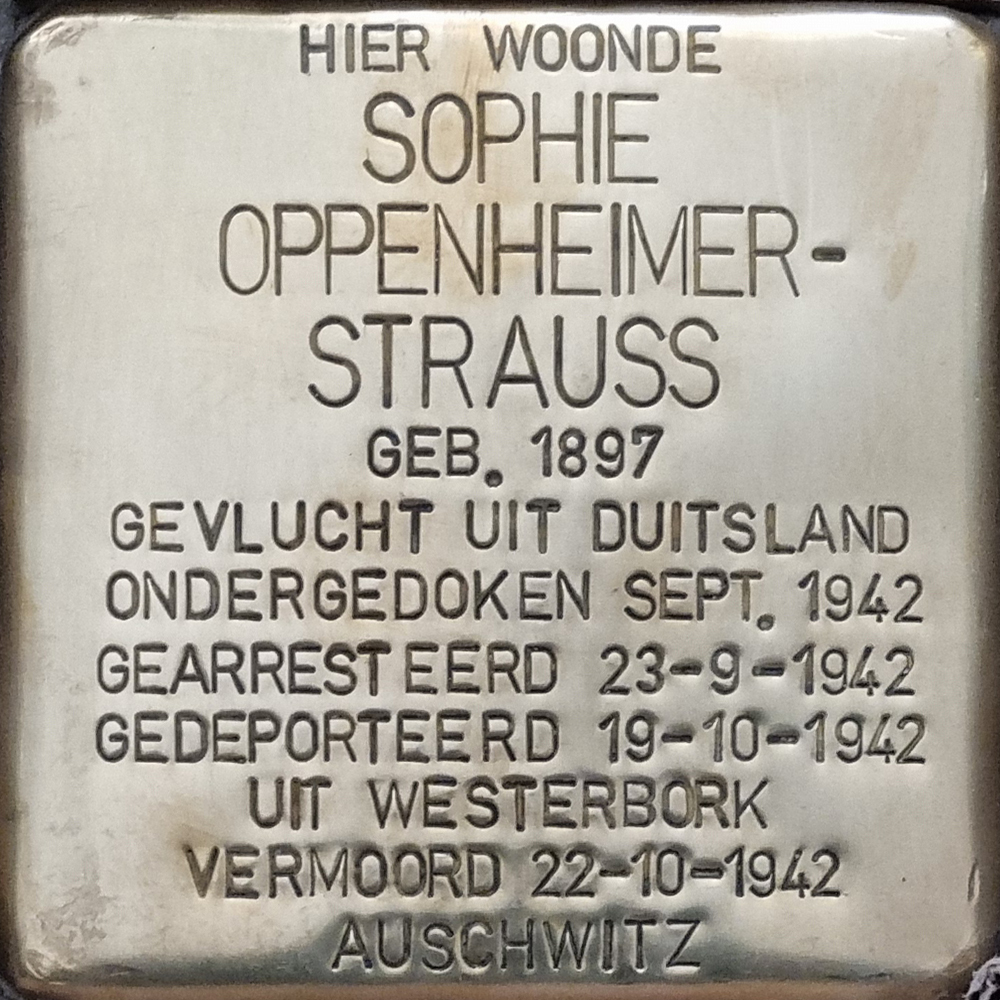 HIER WOONDE
SOPHIE
OPPENHEIMER-
STRAUSS
GEB. 1897
GEVLUCHT UIT DUITSLAND
ONDERGEDOKEN SEPT. 1942
GEARRESTEERD 23-9-1942
GEDEPORTEERD 19-10-1942
UIT WESTERBORK
VERMOORD 22-10-1942
AUSCHWITZ